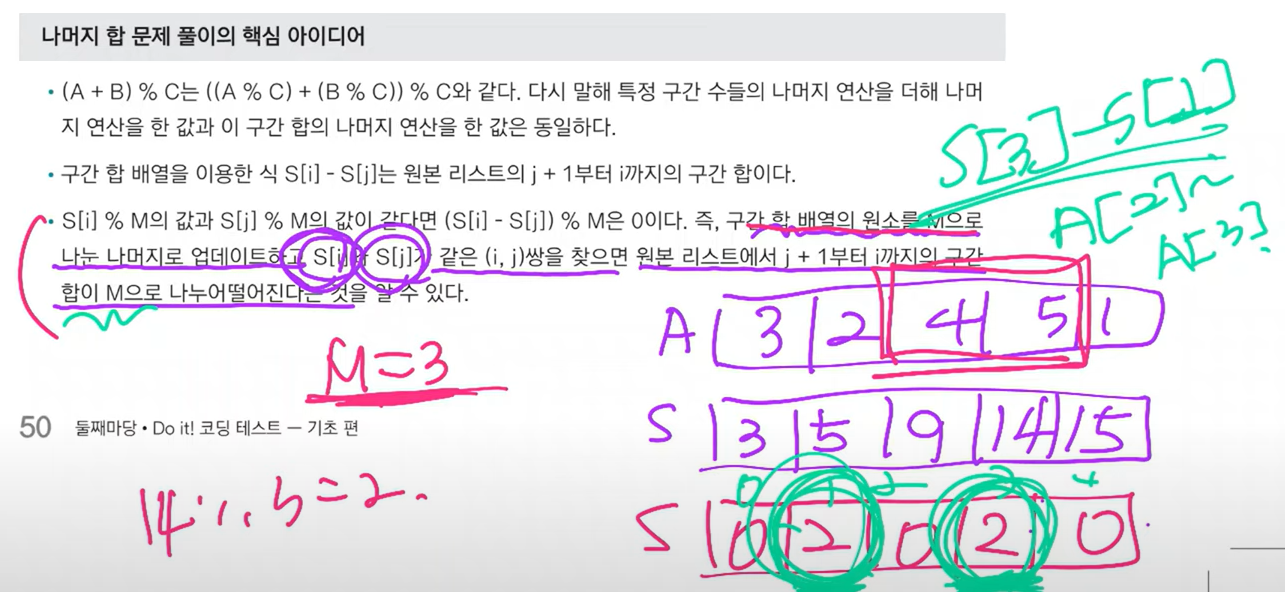 나머지 합 문제 풀이의 핵심 아이디어
• (A + B) % C는 ((A % C) + (B % C)) % C와 같다. 다시 말해 특정 구간 수들의 나머지 연산을 더해 나머
지 연산을 한 값과 이 구간 합의 나머지 연산을 한 값은 동일하다.
• 구간 합 배열을 이용한 식 S[i] - S[j]는 원본 리스트의 j + 1부터 i까지의 구간 합이다.
• S[i] % M의 값과 S[j] % M의 값이 같다면 (S[i] - S[j]) % M은 0이다. 즉, 구간 합 배열의 원소를 M으로
나눈 나머지로 업데이트하고 S[i]와 S[j]가 같은 (i, j)쌍을 찾으면 원본 리스트에서 j + 1부터 i까지의 구간
합이 M으로 나누어떨어진다는 것을 알 수 있다.
S[3] - S[1]
A[2]~
A[3]
A 3 2 4 5 1
M=3
S 3 5 9 14 15
50 둘째마당 • Do it! 코딩 테스트 — 기초 편
0 1 2 3 4
14 % 3 = 2.
S 0 2 0 2 0